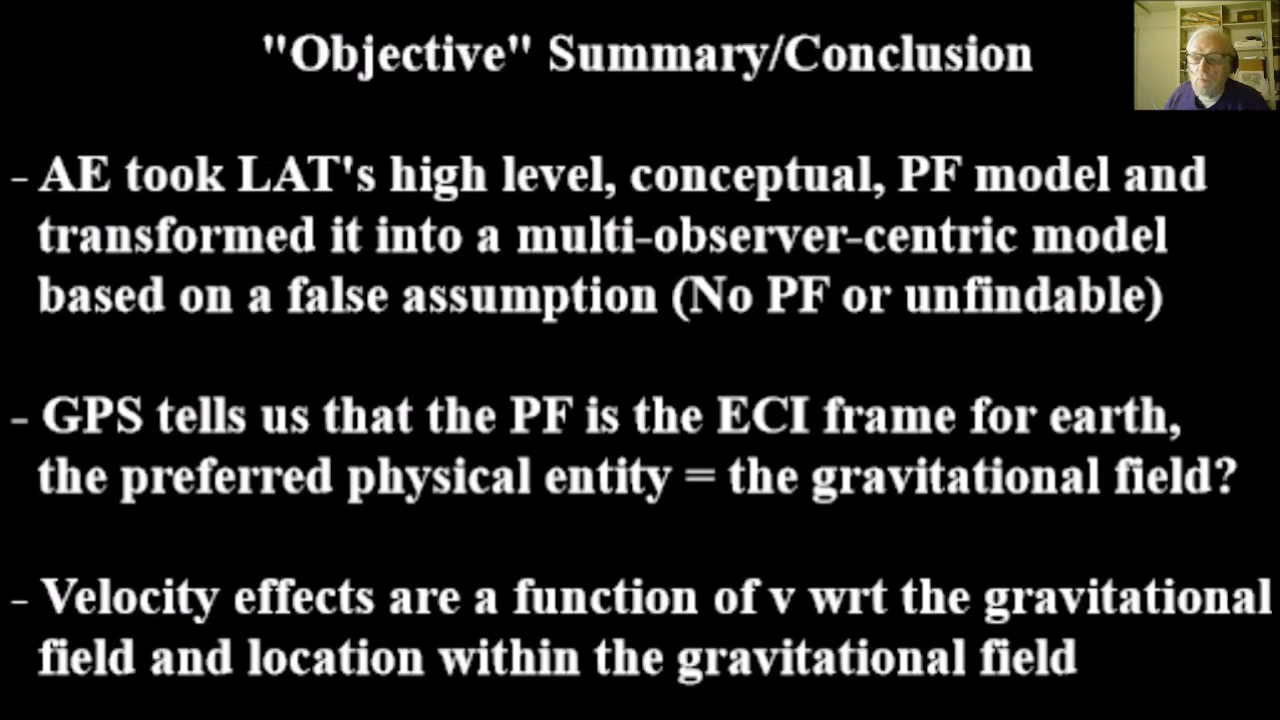 "Objective" Summary/Conclusion
- AE took LAT's high level, conceptual, PF model and
transformed it into a multi-observer-centric model
based on a false assumption (No PF or unfindable)
- GPS tells us that the PF is the ECI frame for earth,
the preferred physical entity = the gravitational field?
- Velocity effects are a function of v wrt the gravitational
field and location within the gravitational field